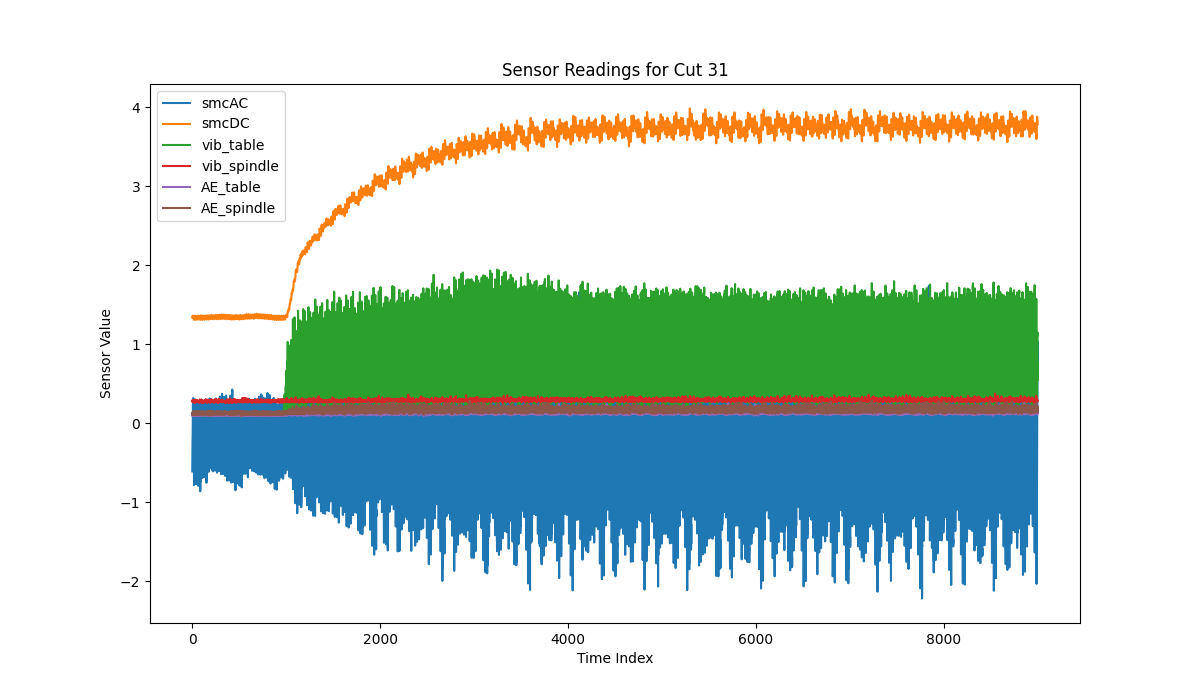 Sensor Readings for Cut 31
smcAC
smcDC
vib_table
vib_spindle
AE_table
AE_spindle
Sensor Value
4
3
2
1
0
−1
−2
0 2000 4000 6000 8000
Time Index